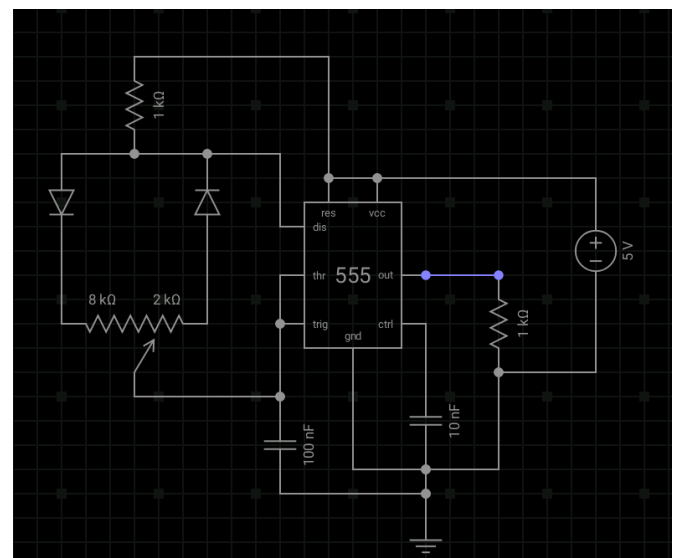 1 kΩ
res
vcc
dis
5 V
thr
555
out
8 kΩ
2 kΩ
1 kΩ
trig
ctrl
gnd
10 nF
100 nF